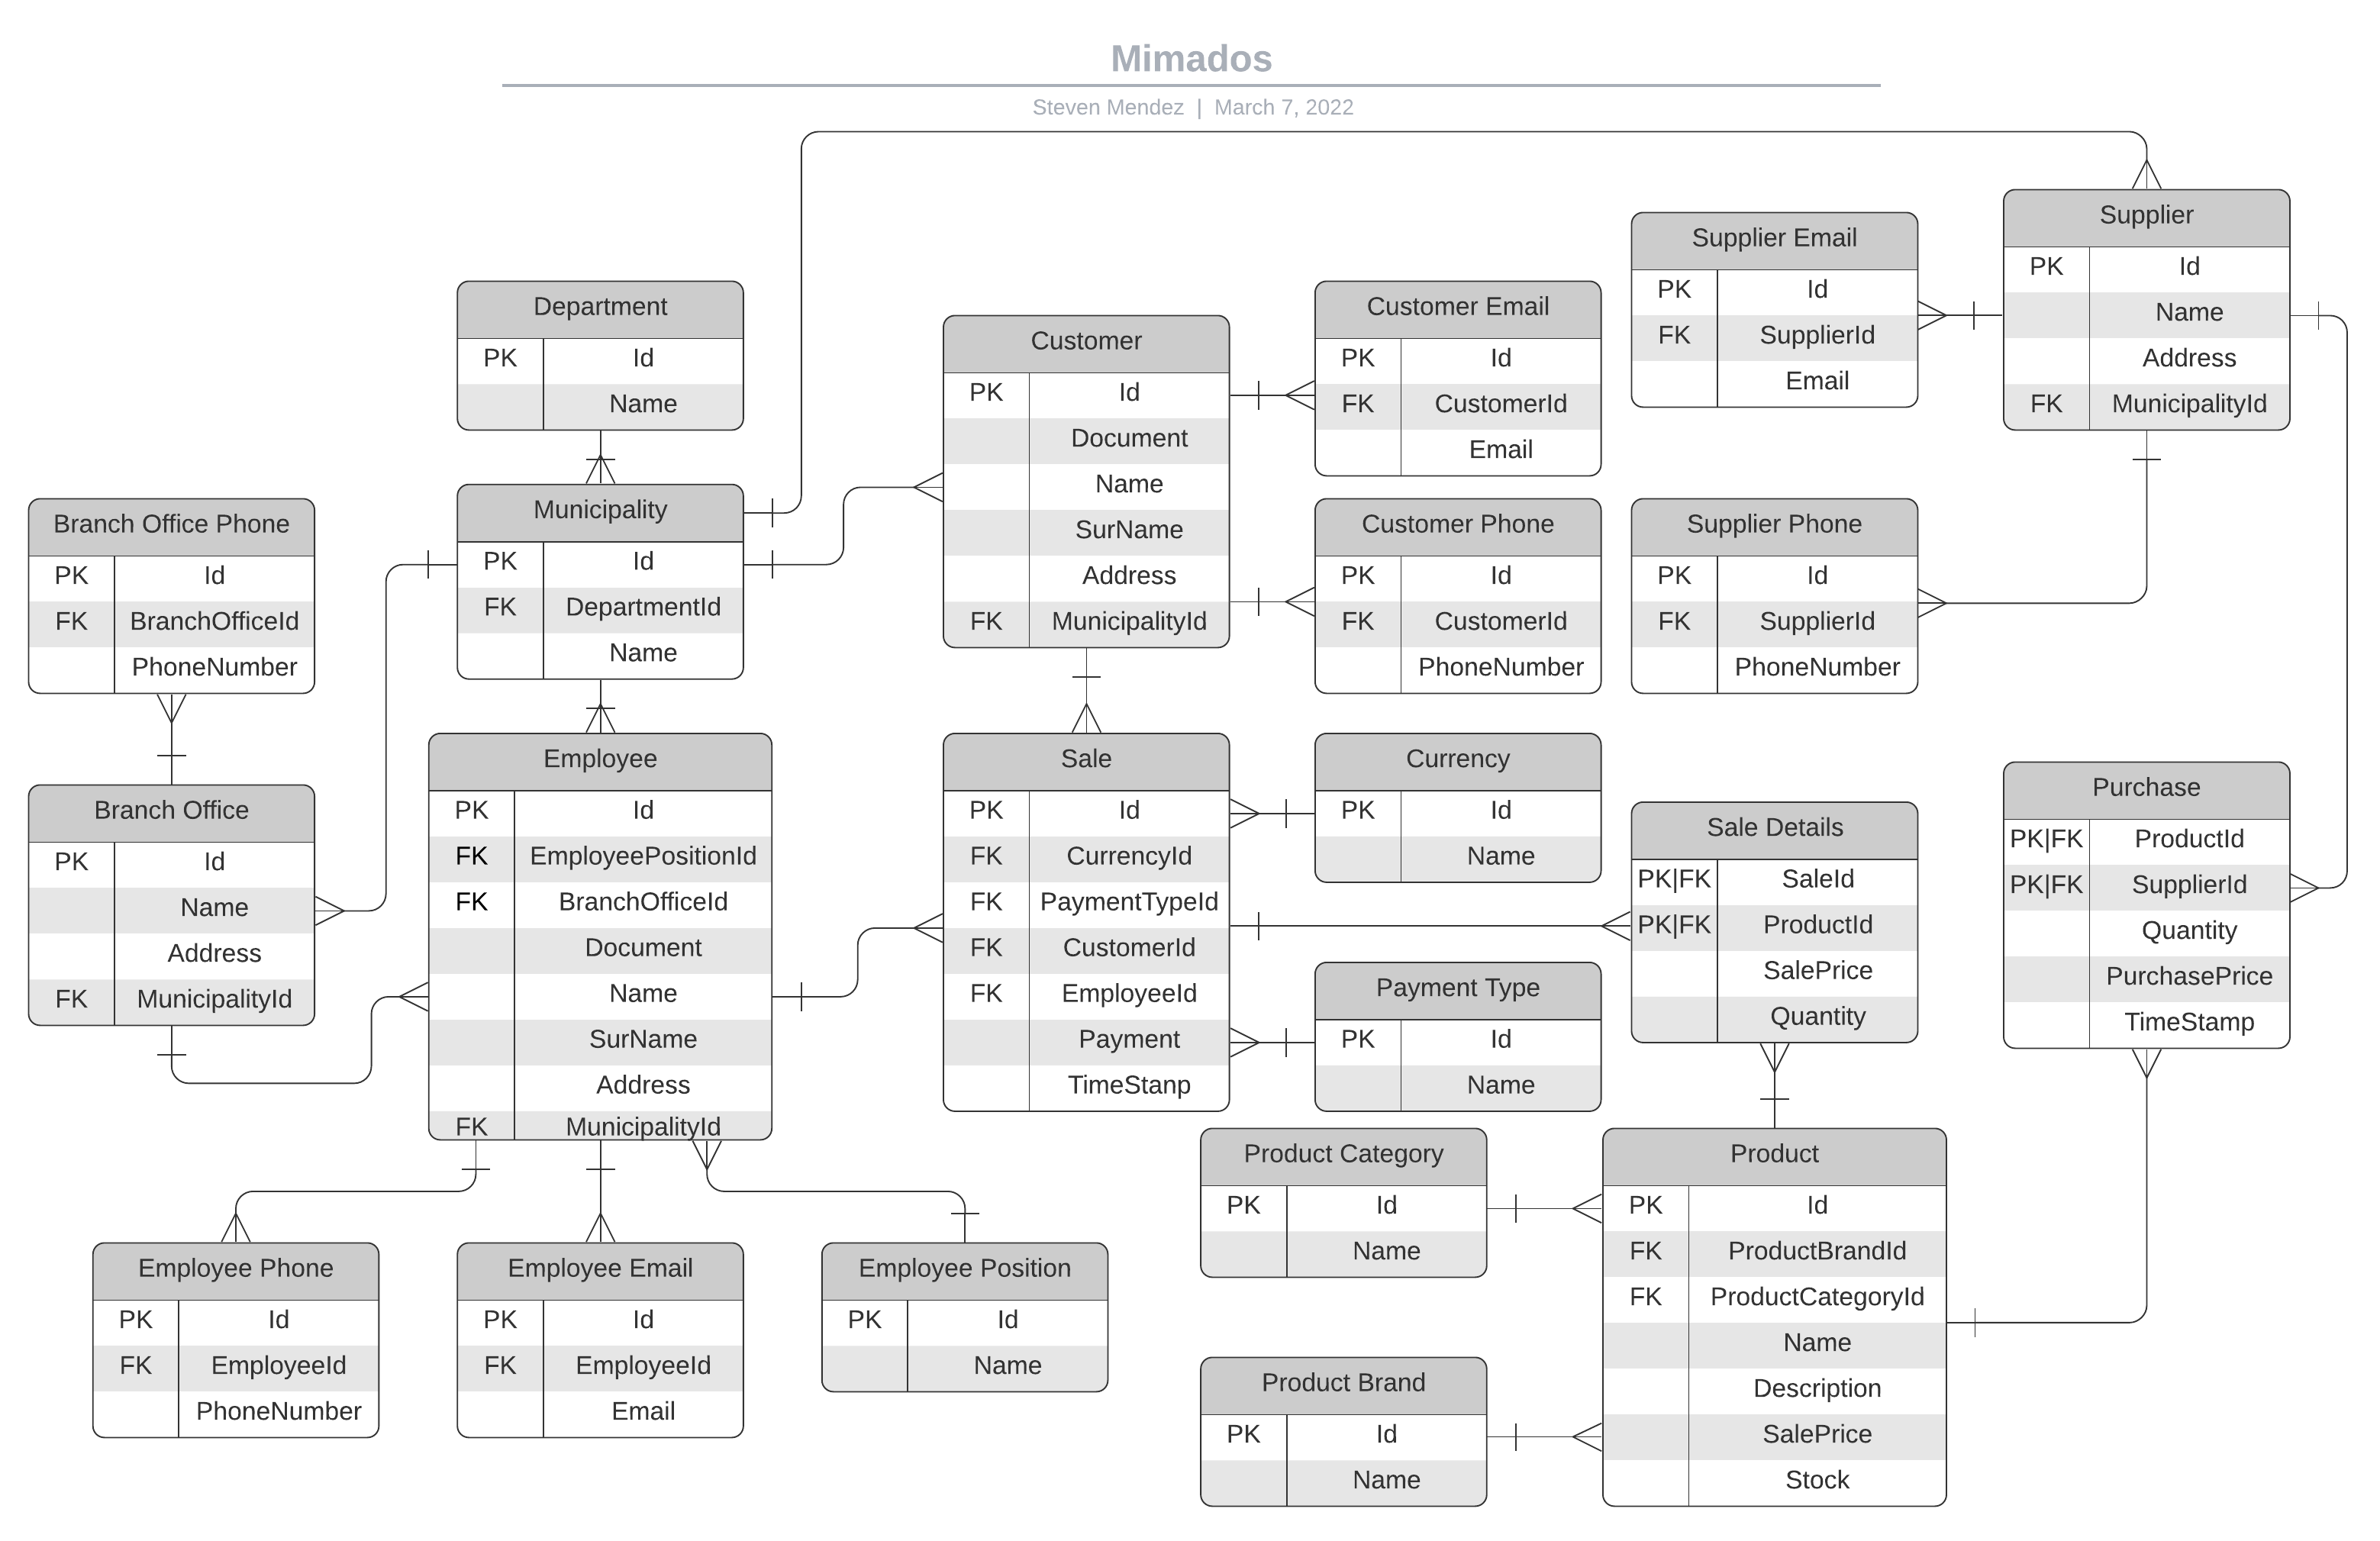 Mimados
Steven Mendez | March 7, 2022
Supplier
PK Id
Name
Address
FK MunicipalityId
Supplier Email
PK Id
FK SupplierId
Email
Department
PK Id
Name
Customer Email
PK Id
FK CustomerId
Email
Customer
PK Id
Document
Name
SurName
Address
FK MunicipalityId
Municipality
PK Id
FK DepartmentId
Name
Branch Office Phone
PK Id
FK BranchOfficeId
PhoneNumber
Customer Phone
PK Id
FK CustomerId
PhoneNumber
Supplier Phone
PK Id
FK SupplierId
PhoneNumber
Branch Office
PK Id
Name
Address
FK MunicipalityId
Employee
PK Id
FK EmployeePositionId
FK BranchOfficeId
Document
Name
SurName
Address
FK MunicipalityId
Sale
PK Id
FK CurrencyId
FK PaymentTypeId
FK CustomerId
FK EmployeeId
Payment
TimeStanp
Currency
PK Id
Name
Sale Details
PK|FK SaleId
PK|FK ProductId
SalePrice
Quantity
Purchase
PK|FK ProductId
PK|FK SupplierId
Quantity
PurchasePrice
TimeStamp
Payment Type
PK Id
Name
Product Category
PK Id
Name
Product
PK Id
FK ProductBrandId
FK ProductCategoryId
Name
Description
SalePrice
Stock
Employee Phone
PK Id
FK EmployeeId
PhoneNumber
Employee Email
PK Id
FK EmployeeId
Email
Employee Position
PK Id
Name
Product Brand
PK Id
Name